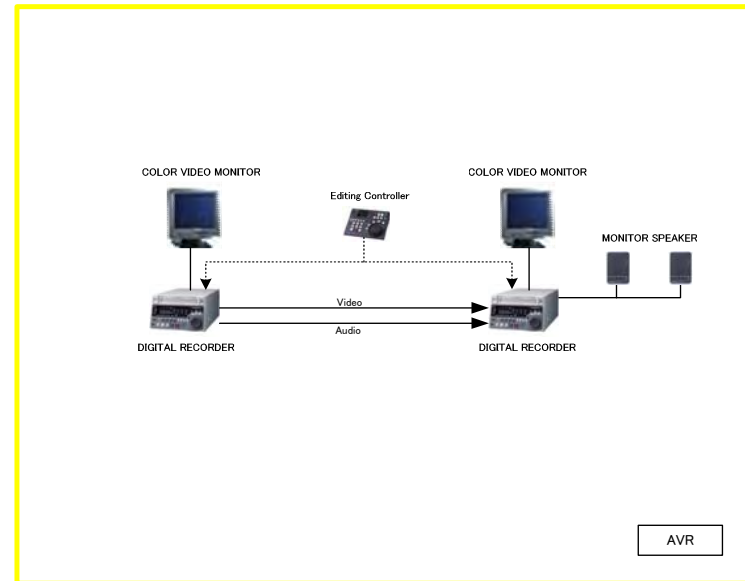 COLOR VIDEO MONITOR
COLOR VIDEO MONITOR
Editing Controller
MONITOR SPEAKER
Video
Audio
DIGITAL RECORDER
DIGITAL RECORDER
AVR